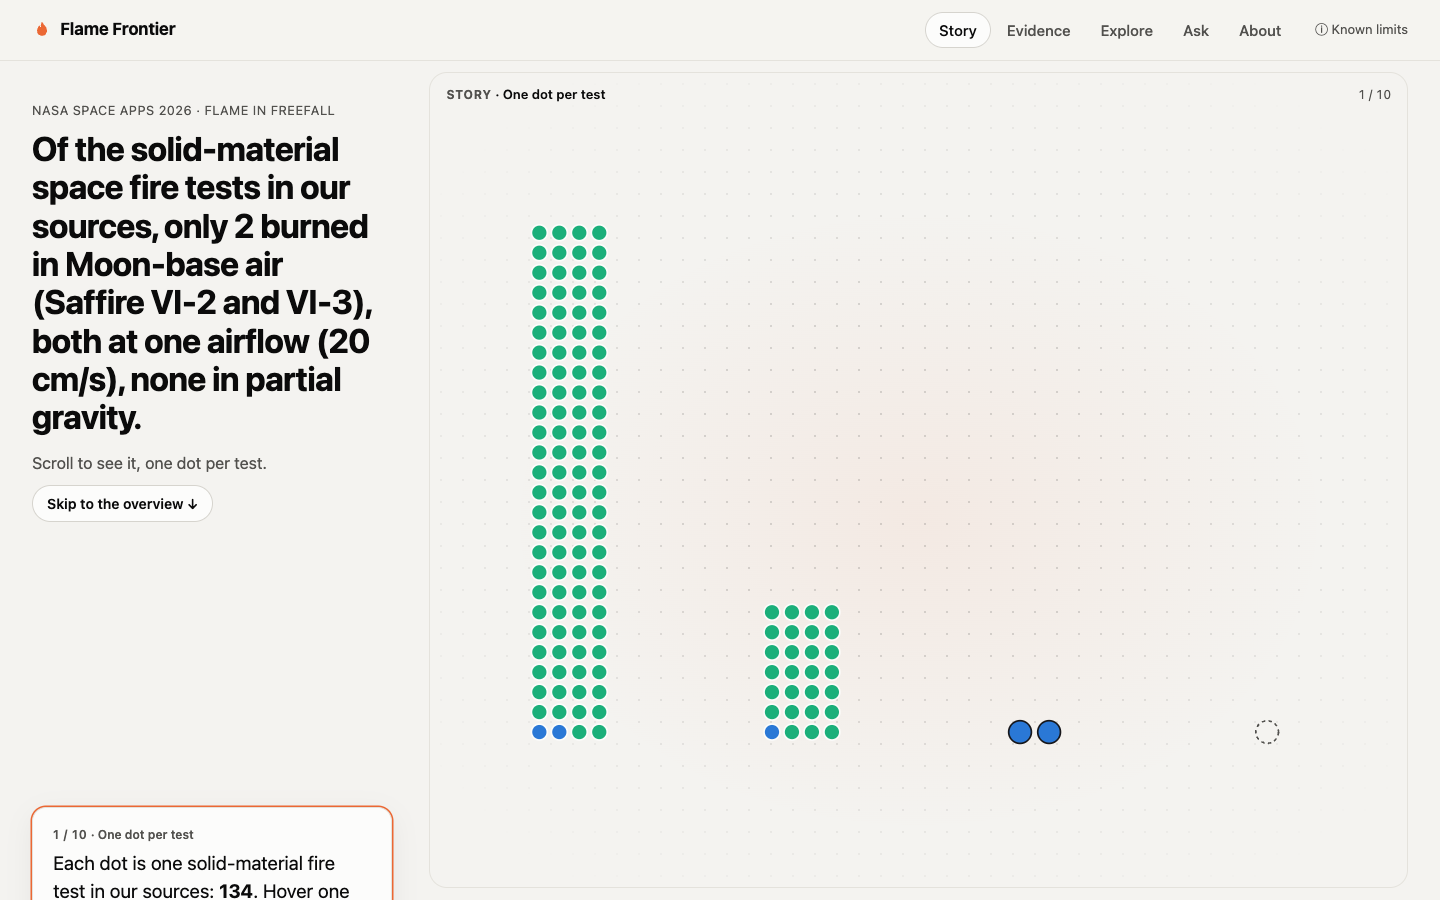 Flame Frontier
Story
Evidence
Explore
Ask
About
ⓘ Known limits
NASA SPACE APPS 2026 · FLAME IN FREEFALL
Of the solid-material
space fire tests in our
sources, only 2 burned
in Moon-base air
(Saffire VI-2 and VI-3),
both at one airflow (20
cm/s), none in partial
gravity.
Scroll to see it, one dot per test.
Skip to the overview ↓
1 / 10 · One dot per test
Each dot is one solid-material fire
test in our sources: 134. Hover one
STORY · One dot per test
1 / 10